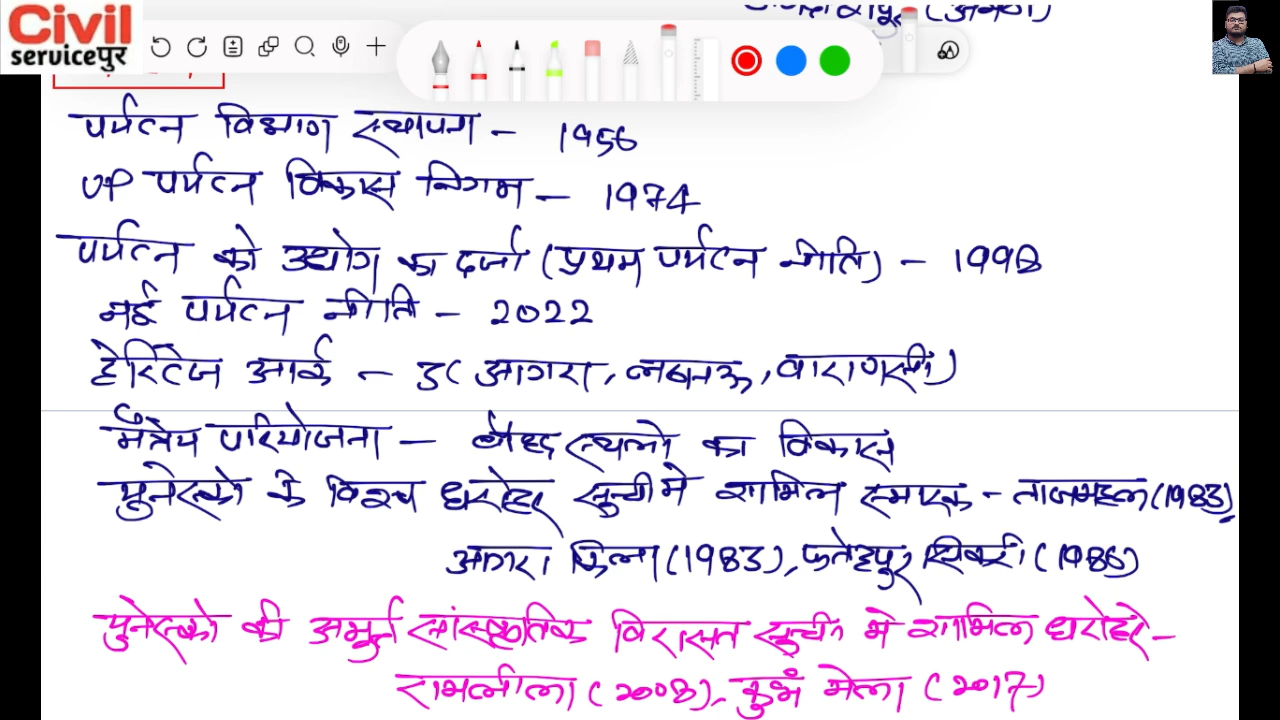 Civil
serviceपुर
पर्यटन विभाग स्थापना - 1956
UP पर्यटन विकास निगम - 1974
पर्यटन को उद्योग का दर्जा (प्रथम पर्यटन नीति) - 1998
नई पर्यटन नीति - 2022
हेरिटेज आर्क - 3 ( आगरा, लखनऊ, वाराणसी)
मैत्रेय परियोजना - बौद्ध स्थलो का विकास
युनेस्को के विश्व धरोहर सूची मे शामिल स्मारक - ताजमहल (1983),
आगरा किला (1983), फतेहपुर सिकरी (1986)
युनेस्को की अमूर्त सांस्कृतिक विरासत सूची मे शामिल धरोहरे -
रामलीला (2008), कुभं मेला (2017)